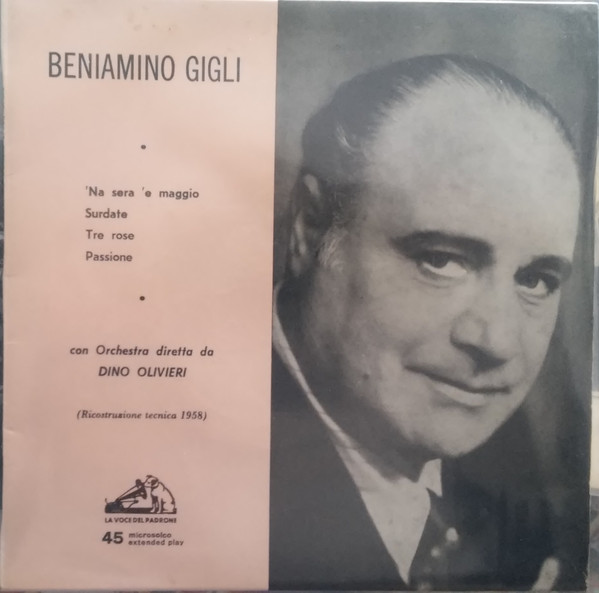 BENIAMINO GIGLI
'Na sera 'e maggio
Surdate
Tre rose
Passione
con Orchestra diretta da
DINO OLIVIERI
(Ricostruzione tecnica 1958)
LA VOCE DEL PADRONE
45 microsolco
extended play